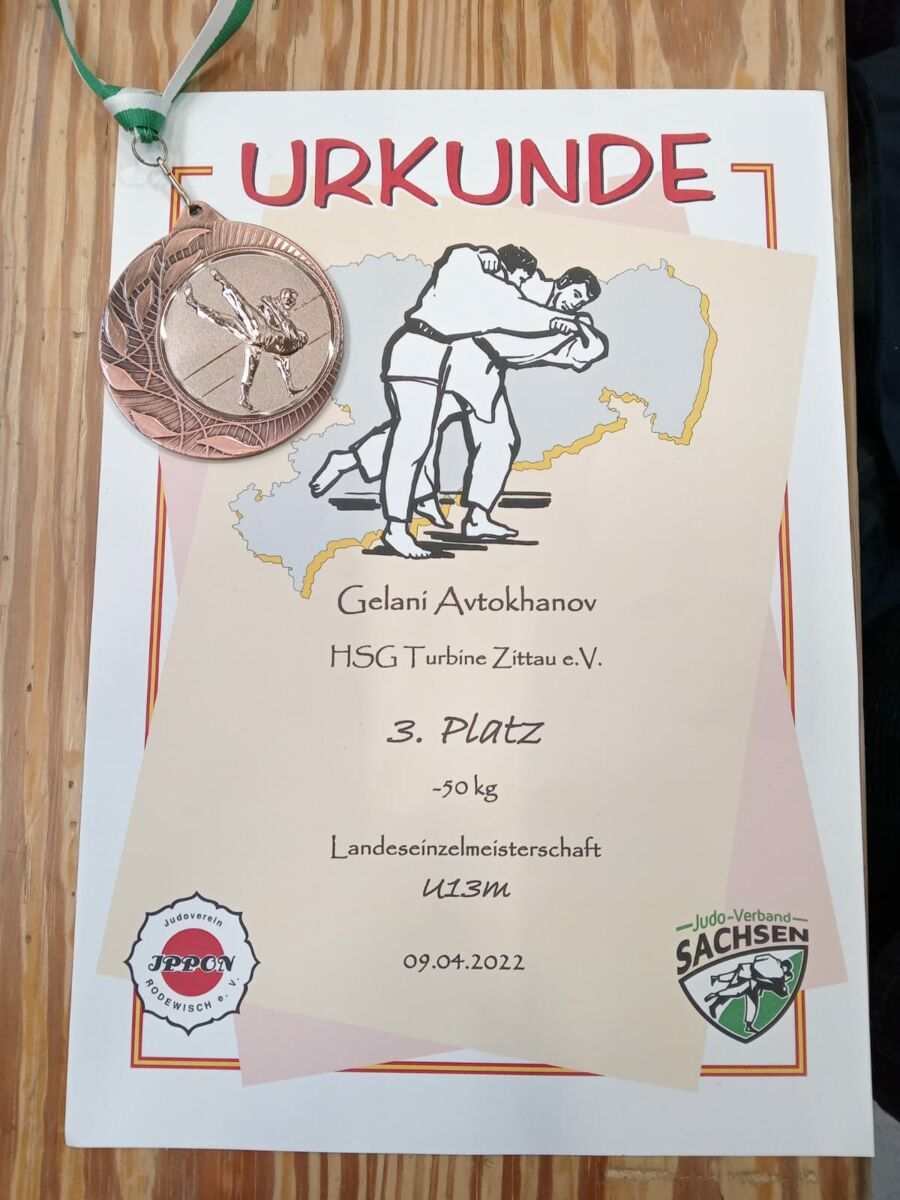 URKUNDE
Gelani Avtokhanov
HSG Turbine Zittau e.V.
3. Platz
-50 kg
Landeseinzelmeisterschaft
U13m
09.04.2022
Judoverein
IPPON
RODEWISCH e. V.
Judo-Verband
SACHSEN